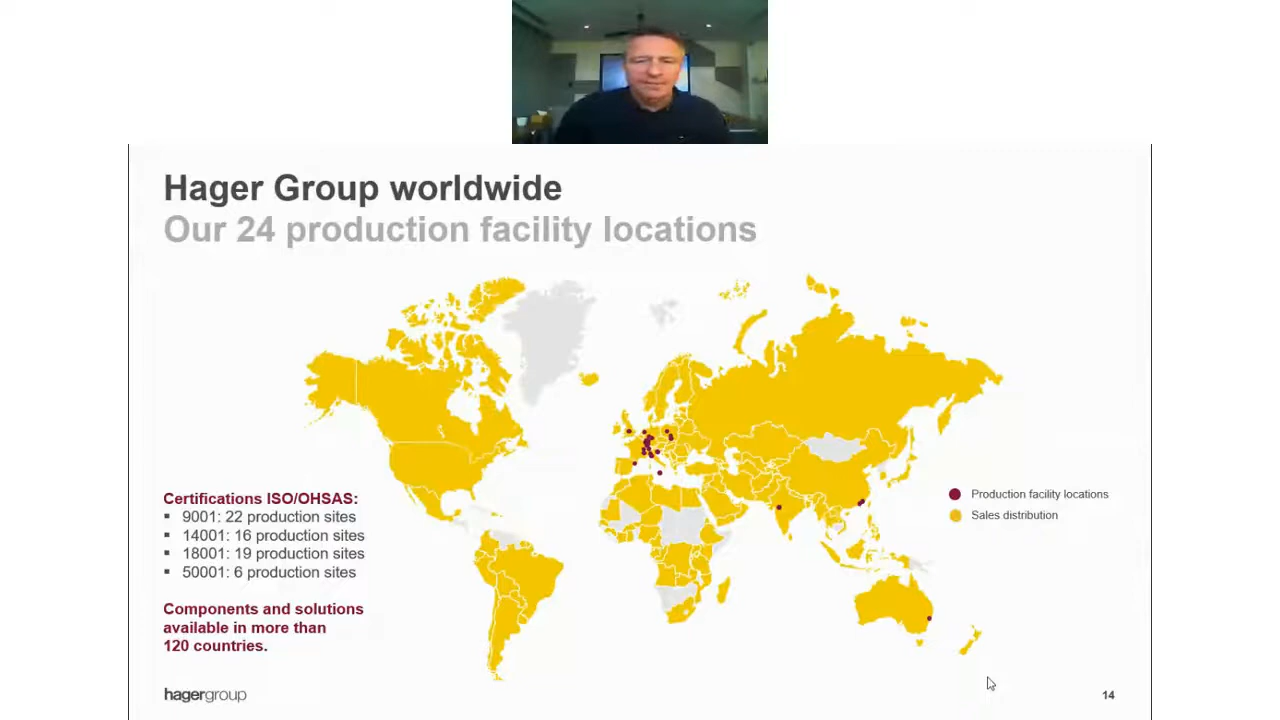 Hager Group worldwide
Our 24 production facility locations
Certifications ISO/OHSAS:
▪ 9001: 22 production sites
▪ 14001: 16 production sites
▪ 18001: 19 production sites
▪ 50001: 6 production sites
Components and solutions
available in more than
120 countries.
Production facility locations
Sales distribution
hagergroup
14